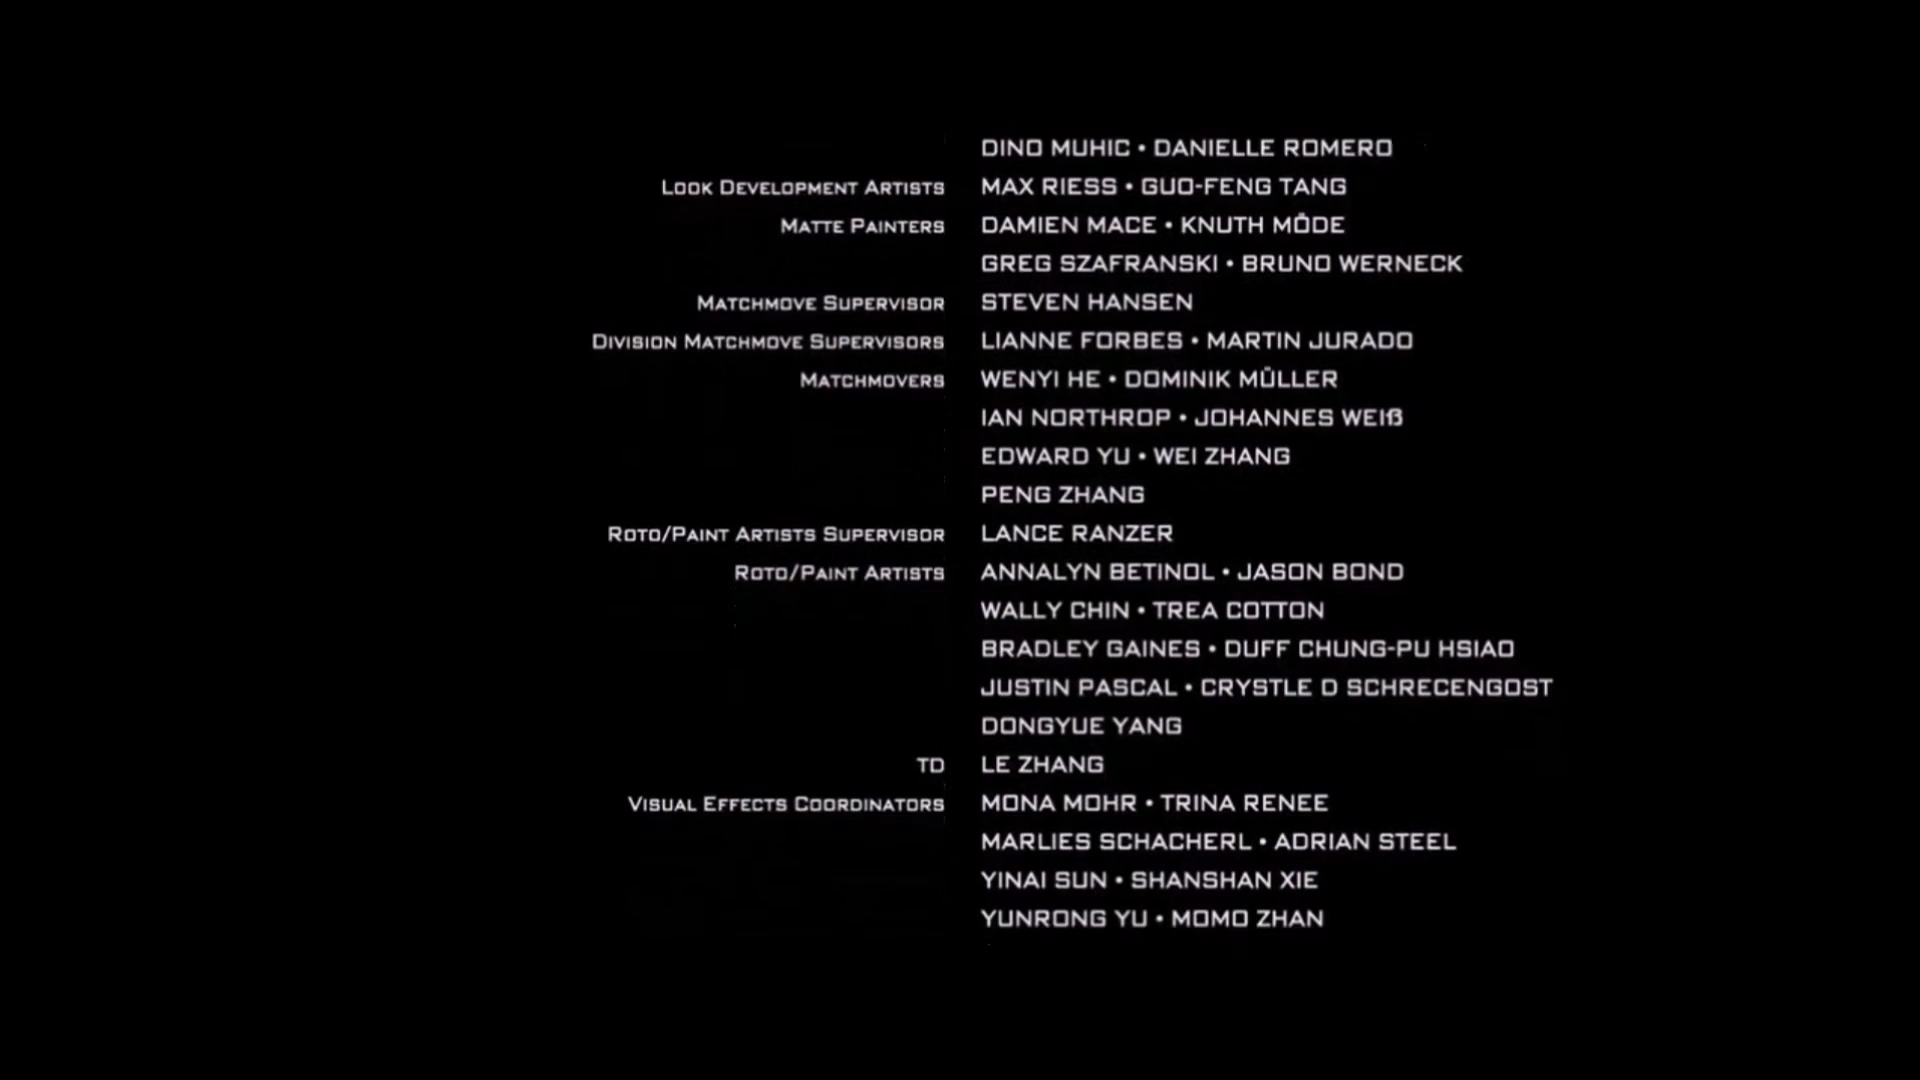 DINO MUHIC • DANIELLE ROMERO
LOOK DEVELOPMENT ARTISTS MAX RIESS • GUO-FENG TANG
MATTE PAINTERS DAMIEN MACE • KNUTH MÖDE
GREG SZAFRANSKI • BRUNO WERNECK
MATCHMOVE SUPERVISOR STEVEN HANSEN
DIVISION MATCHMOVE SUPERVISORS LIANNE FORBES • MARTIN JURADO
MATCHMOVERS WENYI HE • DOMINIK MÜLLER
IAN NORTHROP • JOHANNES WEIß
EDWARD YU • WEI ZHANG
PENG ZHANG
ROTO/PAINT ARTISTS SUPERVISOR LANCE RANZER
ROTO/PAINT ARTISTS ANNALYN BETINOL • JASON BOND
WALLY CHIN • TREA COTTON
BRADLEY GAINES • DUFF CHUNG-PU HSIAO
JUSTIN PASCAL • CRYSTLE D SCHRECENGOST
DONGYUE YANG
TD LE ZHANG
VISUAL EFFECTS COORDINATORS MONA MOHR • TRINA RENEE
MARLIES SCHACHERL • ADRIAN STEEL
YINAI SUN • SHANSHAN XIE
YUNRONG YU • MOMO ZHAN